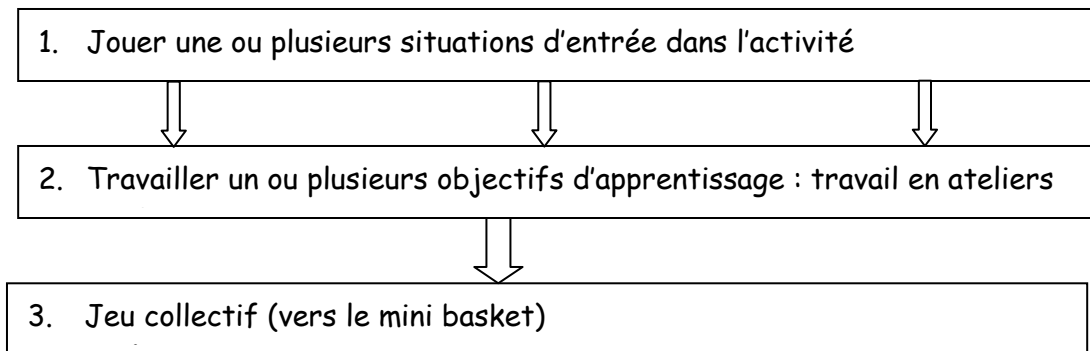 1. Jouer une ou plusieurs situations d'entrée dans l'activité
2. Travailler un ou plusieurs objectifs d'apprentissage : travail en ateliers
3. Jeu collectif (vers le mini basket)